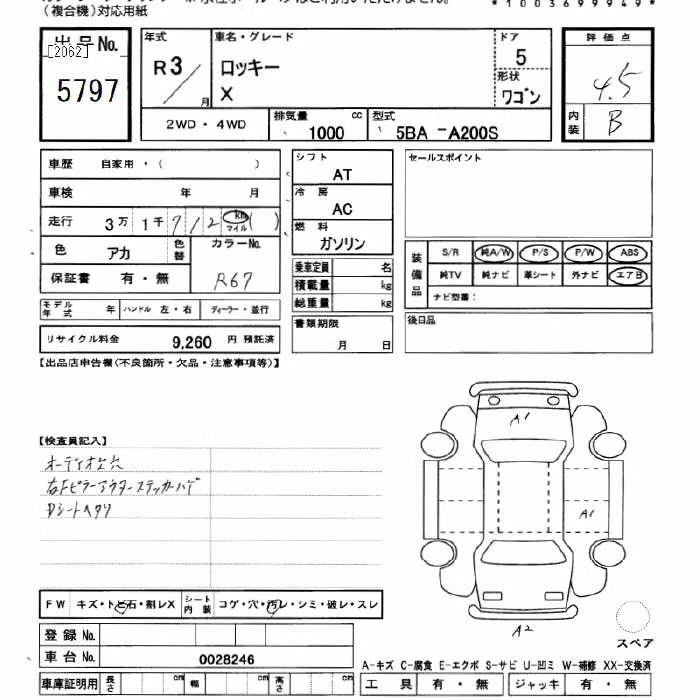 (複合機)対応用紙
*1003699949*
出品No.
[2062]
5797
年式
R3
月
車名・グレード
ロッキー
X
ドア
5
形状
ワゴン
評価点
4.5
内装
B
2WD・4WD
排気量
1000
cc
型式
5BA -A200S
車歴 自家用・( )
車検 年 月
走行 3万1千712 km マイル ( )
色 アカ
色替
カラーNo.
R67
保証書 有・無
モデル年式 年
ハンドル 左・右
ディーラー・並行
リサイクル料金 9,260 円 預託済
シフト
AT
冷房
AC
燃料
ガソリン
乗車定員 名
積載量 kg
総重量 kg
書類期限
月 日
セールスポイント
装備品
S/R 純A/W P/S P/W ABS
純TV 純ナビ 革シート 外ナビ エアB
ナビ型番:
後日品
【出品店申告欄(不良箇所・欠品・注意事項等)】
【検査員記入】
オーディオ欠穴
右Fピラーアウターステッカーハゲ
Dシートヘタリ
A1
A1
A2
スペア
FW キズ・トビ石・割レX
シート内装 コゲ・穴・汚レ・シミ・破レ・スレ
登録No.
車台No. 0028246
車庫証明用 長さ cm 幅 cm 高さ cm
A-キズ C-腐食 E-エクボ S-サビ U-凹ミ W-補修 XX-交換済
工具 有・無 ジャッキ 有・無